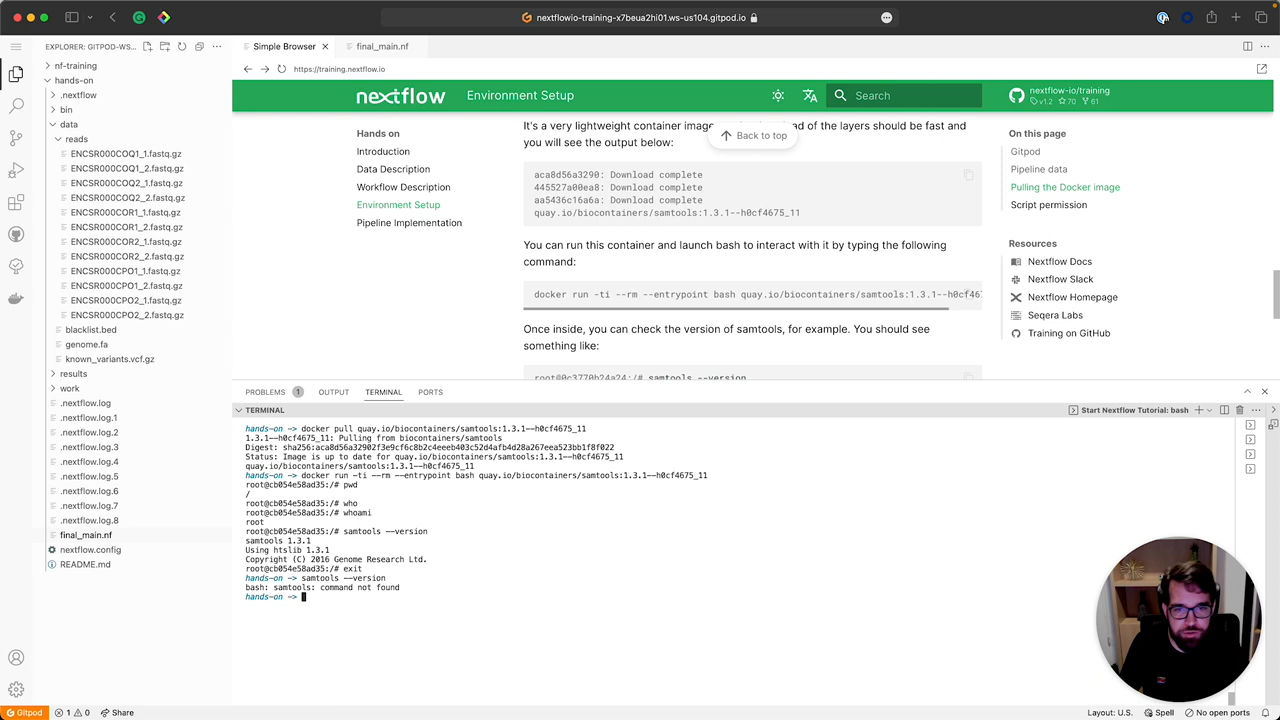 nextflowio-training-x7beua2hi01.ws-us104.gitpod.io
EXPLORER: GITPOD-WS...
nf-training
hands-on
.nextflow
bin
data
reads
ENCSR000COQ1_1.fastq.gz
ENCSR000COQ1_2.fastq.gz
ENCSR000COQ2_1.fastq.gz
ENCSR000COQ2_2.fastq.gz
ENCSR000COR1_1.fastq.gz
ENCSR000COR1_2.fastq.gz
ENCSR000COR2_1.fastq.gz
ENCSR000COR2_2.fastq.gz
ENCSR000CPO1_1.fastq.gz
ENCSR000CPO1_2.fastq.gz
ENCSR000CPO2_1.fastq.gz
ENCSR000CPO2_2.fastq.gz
blacklist.bed
genome.fa
known_variants.vcf.gz
results
work
.nextflow.log
.nextflow.log.1
.nextflow.log.2
.nextflow.log.3
.nextflow.log.4
.nextflow.log.5
.nextflow.log.6
.nextflow.log.7
.nextflow.log.8
final_main.nf
nextflow.config
README.md
Simple Browser
final_main.nf
https://training.nextflow.io
nextflow
Environment Setup
Search
nextflow-io/training
v1.2 70 61
Hands on
Introduction
Data Description
Workflow Description
Environment Setup
Pipeline Implementation
It's a very lightweight container image
of the layers should be fast and
you will see the output below:
Back to top
aca8d56a3290: Download complete
445527a00ea8: Download complete
aa5436c16a6a: Download complete
quay.io/biocontainers/samtools:1.3.1--h0cf4675_11
You can run this container and launch bash to interact with it by typing the following
command:
docker run -ti --rm --entrypoint bash quay.io/biocontainers/samtools:1.3.1--h0cf46
Once inside, you can check the version of samtools, for example. You should see
something like:
root@0c3770b24a24:/# samtools --version
On this page
Gitpod
Pipeline data
Pulling the Docker image
Script permission
Resources
Nextflow Docs
Nextflow Slack
Nextflow Homepage
Seqera Labs
Training on GitHub
PROBLEMS 1 OUTPUT TERMINAL PORTS
TERMINAL
Start Nextflow Tutorial: bash
hands-on -> docker pull quay.io/biocontainers/samtools:1.3.1--h0cf4675_11
1.3.1--h0cf4675_11: Pulling from biocontainers/samtools
Digest: sha256:aca8d56a32902f3e9cf6c8b2c4eeeb403c52d4afb4d28a267eea523bb1f8f022
Status: Image is up to date for quay.io/biocontainers/samtools:1.3.1--h0cf4675_11
quay.io/biocontainers/samtools:1.3.1--h0cf4675_11
hands-on -> docker run -ti --rm --entrypoint bash quay.io/biocontainers/samtools:1.3.1--h0cf4675_11
root@cb054e58ad35:/# pwd
/
root@cb054e58ad35:/# who
root@cb054e58ad35:/# whoami
root
root@cb054e58ad35:/# samtools --version
samtools 1.3.1
Using htslib 1.3.1
Copyright (C) 2016 Genome Research Ltd.
root@cb054e58ad35:/# exit
hands-on -> samtools --version
bash: samtools: command not found
hands-on ->
Gitpod 1 0 Share
Layout: U.S. Spell No open ports